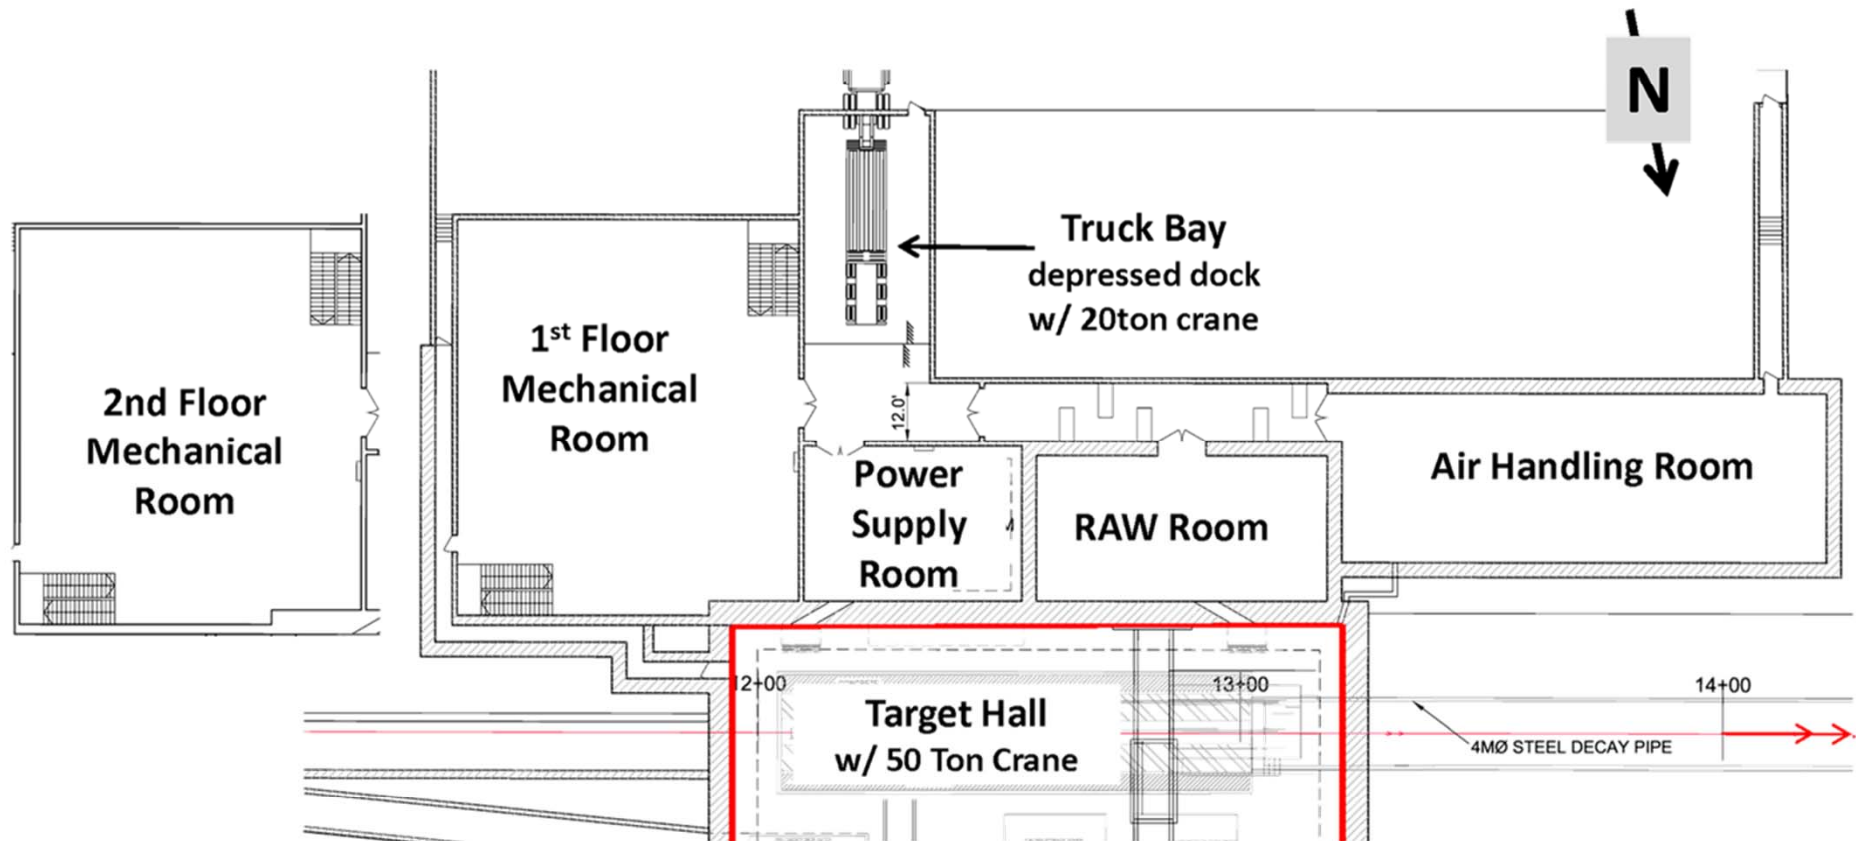 N
Truck Bay
depressed dock
w/ 20ton crane
1st Floor
Mechanical
Room
2nd Floor
Mechanical
Room
12.0'
Power
Supply
Room
RAW Room
Air Handling Room
12+00
13+00
14+00
Target Hall
w/ 50 Ton Crane
4MØ STEEL DECAY PIPE